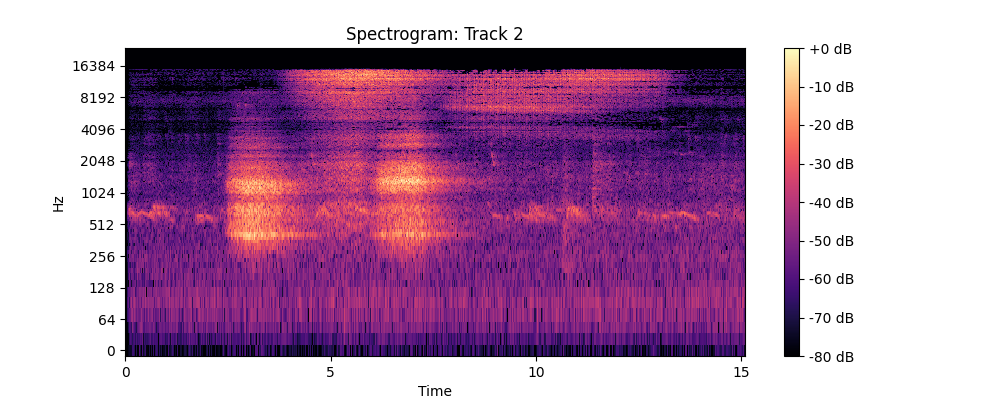 Spectrogram: Track 2
Hz
16384
8192
4096
2048
1024
512
256
128
64
0
0 5 10 15
Time
+0 dB
-10 dB
-20 dB
-30 dB
-40 dB
-50 dB
-60 dB
-70 dB
-80 dB